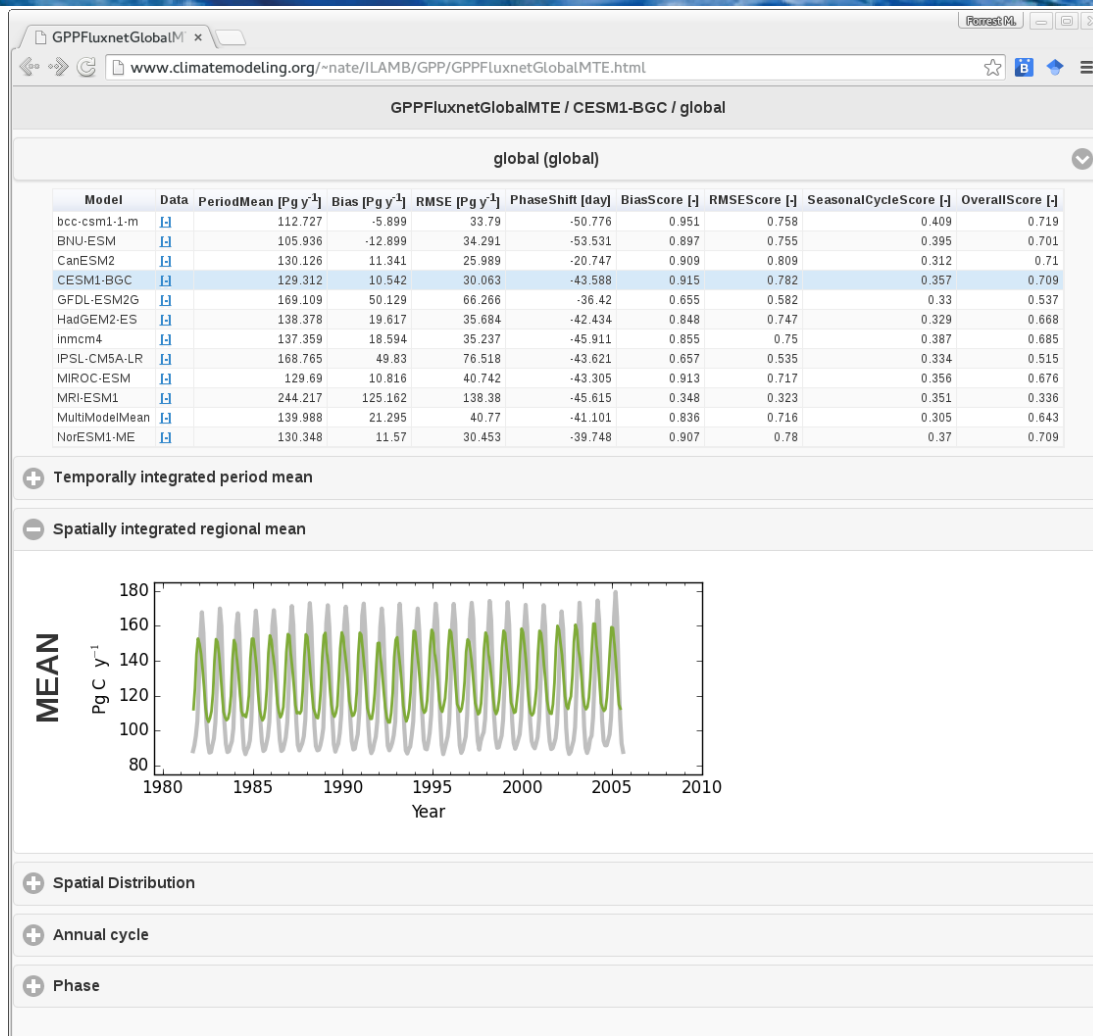 Forrest M.
GPPFluxnetGlobalM
www.climatemodeling.org/~nate/ILAMB/GPP/GPPFluxnetGlobalMTE.html
GPPFluxnetGlobalMTE / CESM1-BGC / global
global (global)
Model Data PeriodMean [Pg y-1] Bias [Pg y-1] RMSE [Pg y-1] PhaseShift [day] BiasScore [-] RMSEScore [-] SeasonalCycleScore [-] OverallScore [-]
bcc-csm1-1-m [-] 112.727 -5.899 33.79 -50.776 0.951 0.758 0.409 0.719
BNU-ESM [-] 105.936 -12.899 34.291 -53.531 0.897 0.755 0.395 0.701
CanESM2 [-] 130.126 11.341 25.989 -20.747 0.909 0.809 0.312 0.71
CESM1-BGC [-] 129.312 10.542 30.063 -43.588 0.915 0.782 0.357 0.709
GFDL-ESM2G [-] 169.109 50.129 66.266 -36.42 0.655 0.582 0.33 0.537
HadGEM2-ES [-] 138.378 19.617 35.684 -42.434 0.848 0.747 0.329 0.668
inmcm4 [-] 137.359 18.594 35.237 -45.911 0.855 0.75 0.387 0.685
IPSL-CM5A-LR [-] 168.765 49.83 76.518 -43.621 0.657 0.535 0.334 0.515
MIROC-ESM [-] 129.69 10.816 40.742 -43.305 0.913 0.717 0.356 0.676
MRI-ESM1 [-] 244.217 125.162 138.38 -45.615 0.348 0.323 0.351 0.336
MultiModelMean [-] 139.988 21.295 40.77 -41.101 0.836 0.716 0.305 0.643
NorESM1-ME [-] 130.348 11.57 30.453 -39.748 0.907 0.78 0.37 0.709
Temporally integrated period mean
Spatially integrated regional mean
MEAN
Pg C y-1
180
160
140
120
100
80
1980 1985 1990 1995 2000 2005 2010
Year
Spatial Distribution
Annual cycle
Phase